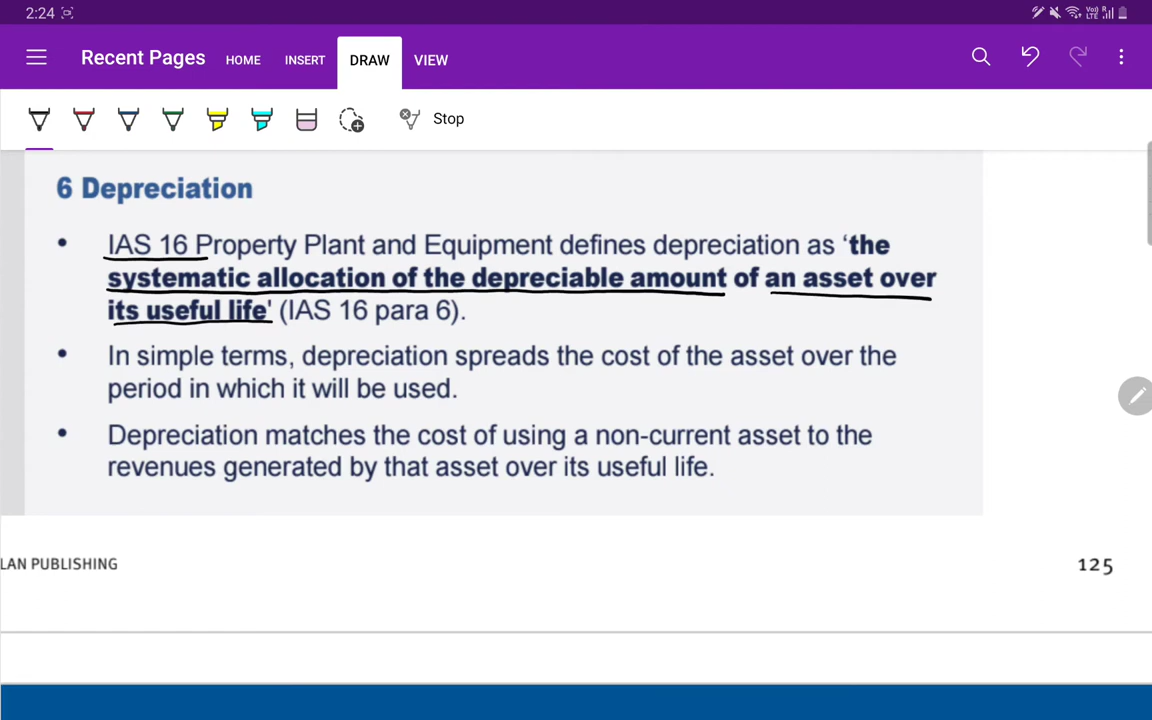 2:24
Vo)) R
LTE
Recent Pages HOME INSERT DRAW VIEW
Stop
6 Depreciation
• IAS 16 Property Plant and Equipment defines depreciation as ‘the
systematic allocation of the depreciable amount of an asset over
its useful life' (IAS 16 para 6).
• In simple terms, depreciation spreads the cost of the asset over the
period in which it will be used.
• Depreciation matches the cost of using a non-current asset to the
revenues generated by that asset over its useful life.
LAN PUBLISHING 125